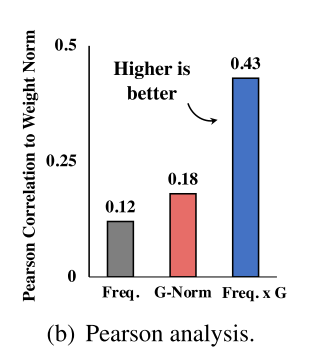 Pearson Correlation to Weight Norm
0.5
0.25
0
Higher is
better
0.12
0.18
0.43
Freq. G-Norm Freq. x G
(b) Pearson analysis.